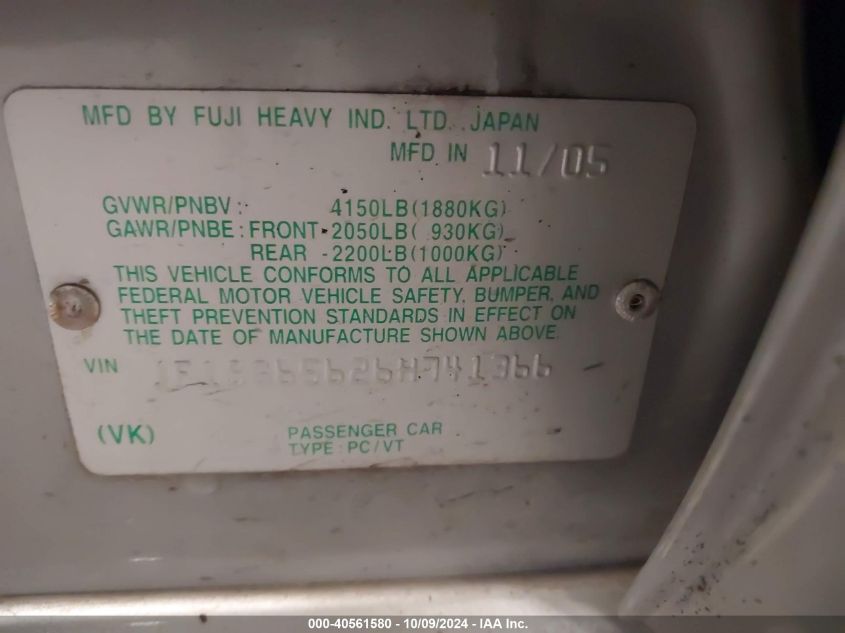 MFD BY FUJI HEAVY IND. LTD. JAPAN
MFD IN 11/05
GVWR/PNBV: 4150LB(1880KG)
GAWR/PNBE: FRONT-2050LB( 930KG)
REAR -2200LB(1000KG)
THIS VEHICLE CONFORMS TO ALL APPLICABLE
FEDERAL MOTOR VEHICLE SAFETY, BUMPER, AND
THEFT PREVENTION STANDARDS IN EFFECT ON
THE DATE OF MANUFACTURE SHOWN ABOVE.
VIN
(VK) PASSENGER CAR
TYPE:PC/VT
000-40561580 - 10/09/2024 - IAA Inc.